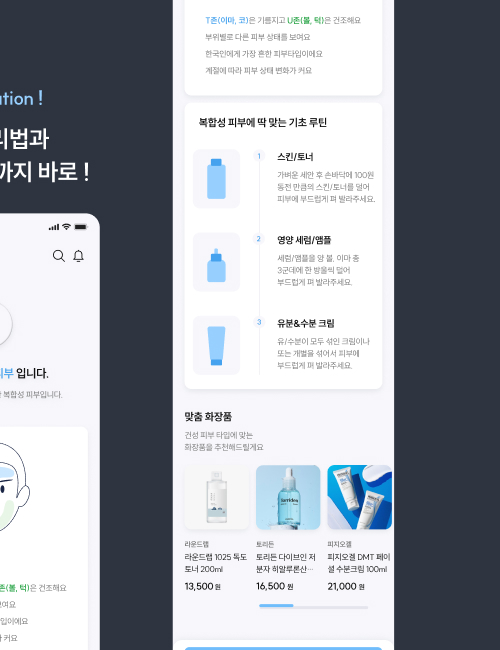 T존(이마, 코)은 기름지고 U존(볼, 턱)은 건조해요
부위별로 다른 피부 상태를 보여요
한국인에게 가장 흔한 피부타입이에요
계절에 따라 피부 상태 변화가 커요
복합성 피부에 딱 맞는 기초 루틴
1
스킨/토너
가벼운 세안 후 손바닥에 100원
동전 만큼의 스킨/토너를 덜어
피부에 부드럽게 펴 발라주세요.
2
영양 세럼/앰플
세럼/앰플을 양 볼, 이마 총
3군데에 한 방울씩 덜어
부드럽게 펴 발라주세요.
3
유분&수분 크림
유/수분이 모두 섞인 크림이나
또는 개별을 섞어서 피부에
부드럽게 펴 발라주세요.
맞춤 화장품
건성 피부 타입에 맞는
화장품을 추천해드릴게요
라운드랩
라운드랩 1025 독도
토너 200ml
13,500 원
토리든
토리든 다이브인 저
분자 히알루론산...
16,500 원
피지오겔
피지오겔 DMT 페이
셜 수분크림 100ml
21,000 원
ation !
리법과
까지 바로 !
피부 입니다.
복합성 피부입니다.
존(볼, 턱)은 건조해요
보여요
입이에요
가 커요